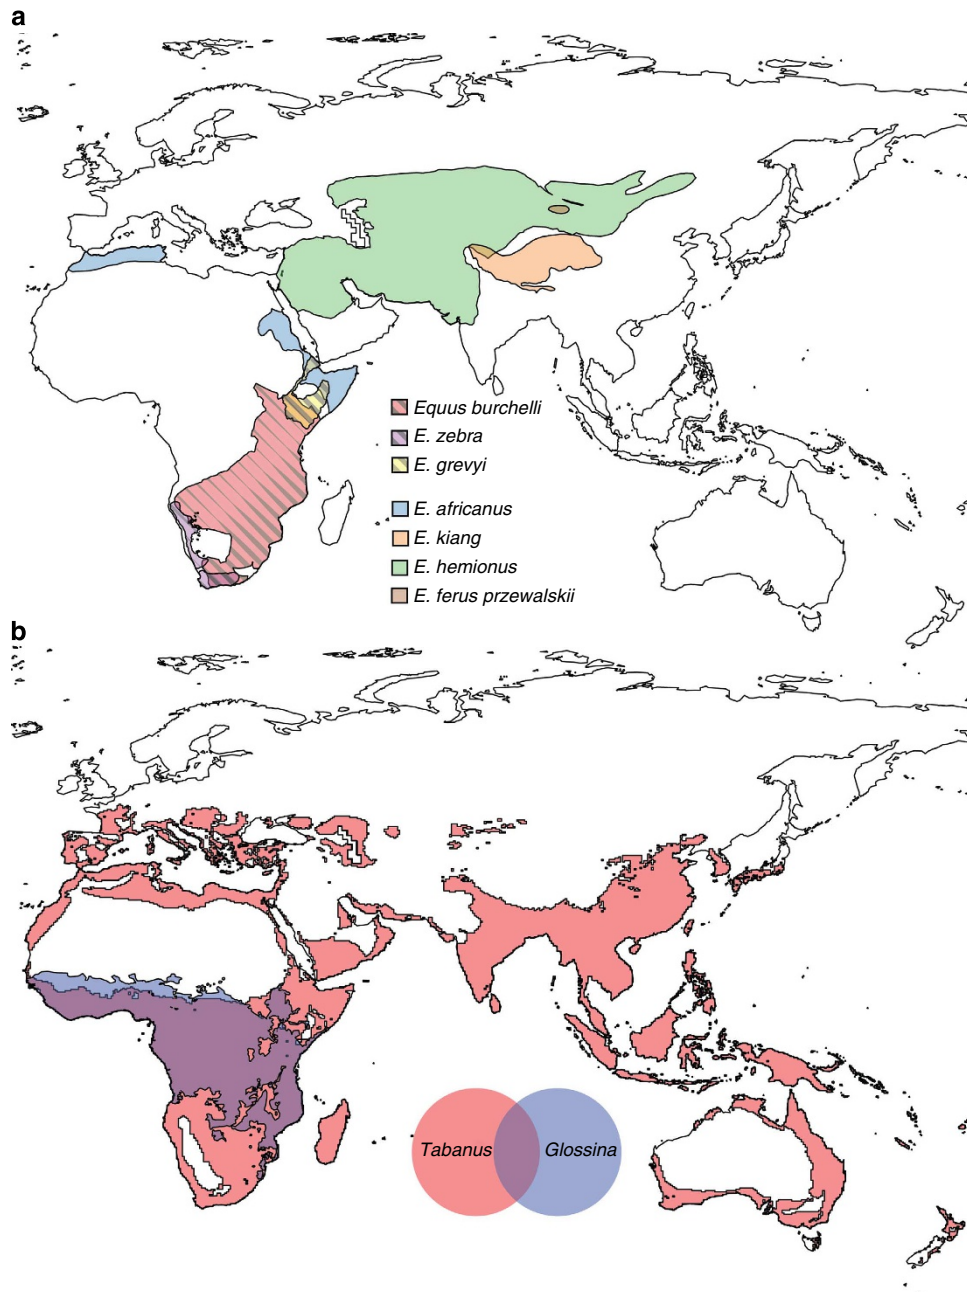 a
Equus burchelli
E. zebra
E. grevyi
E. africanus
E. kiang
E. hemionus
E. ferus przewalskii
b
Tabanus
Glossina